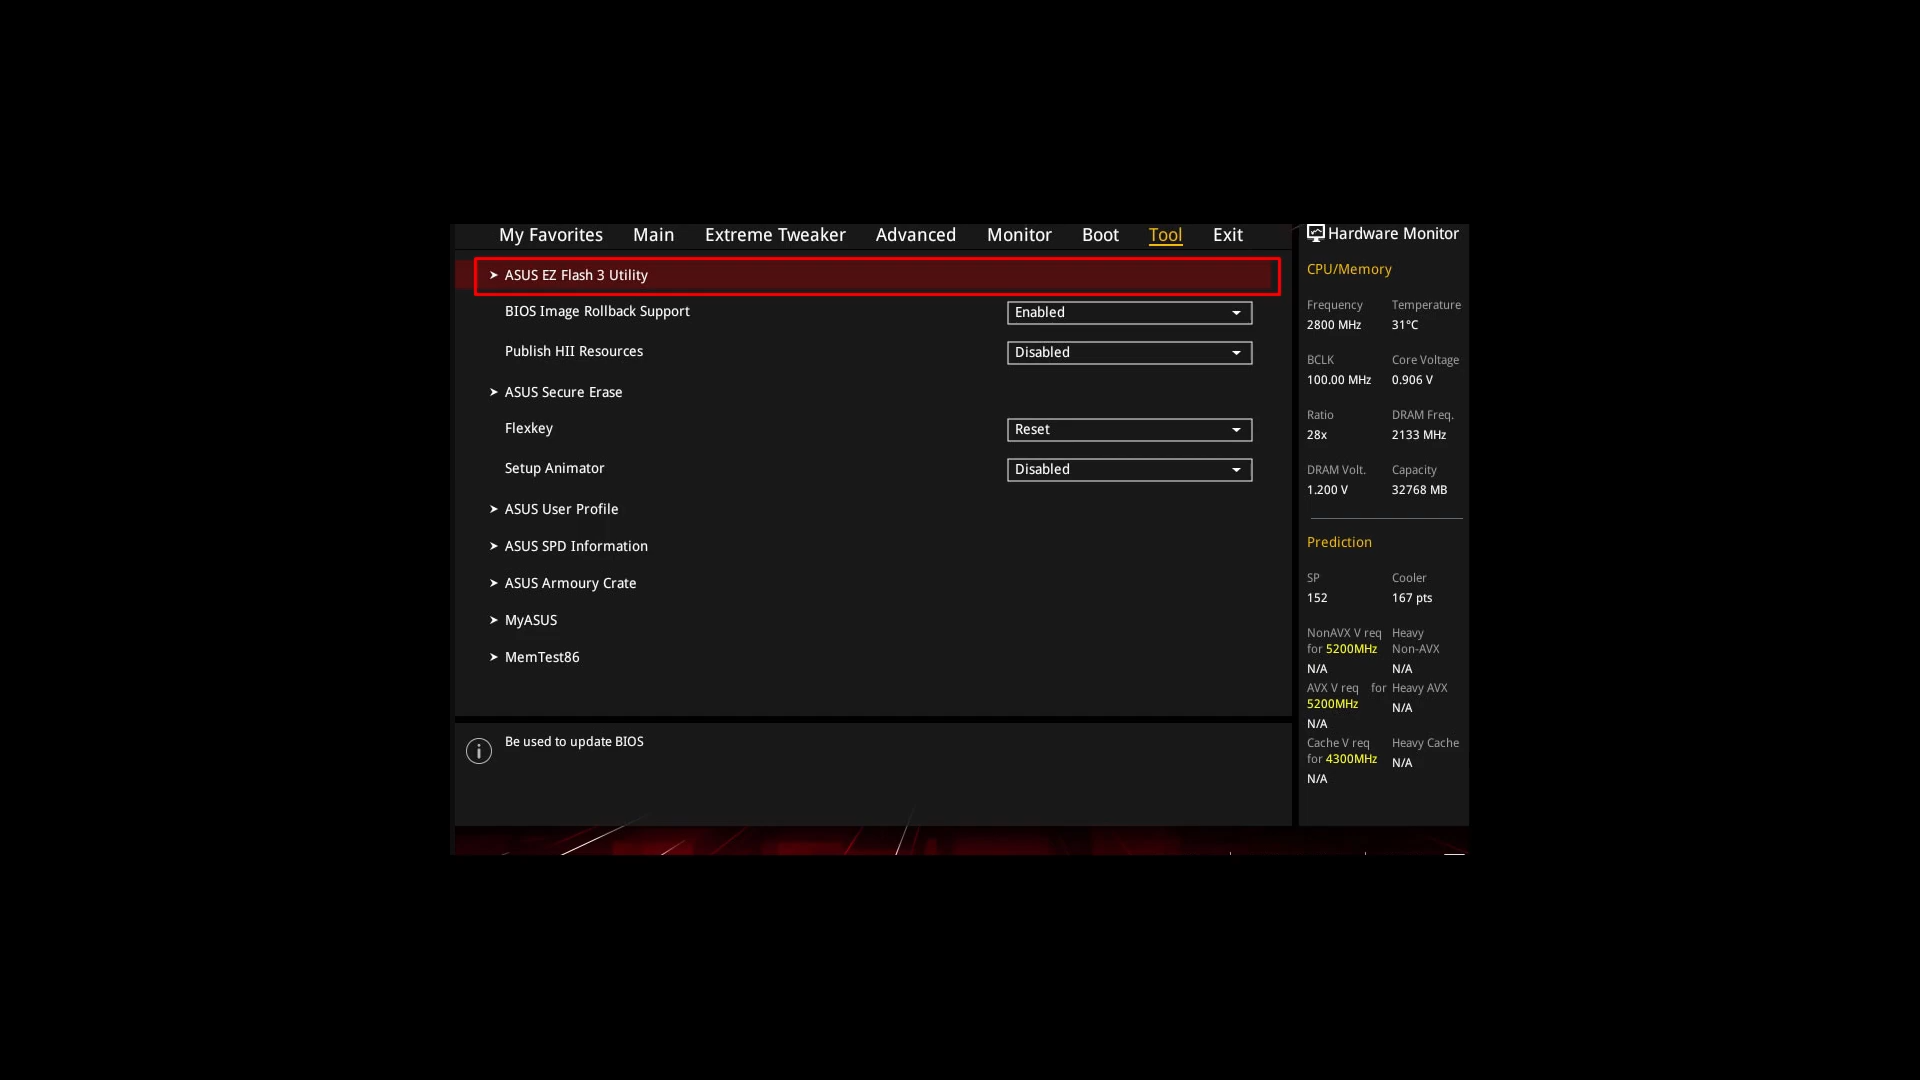 My Favorites Main Extreme Tweaker Advanced Monitor Boot Tool Exit
ASUS EZ Flash 3 Utility
BIOS Image Rollback Support Enabled
Publish HII Resources Disabled
ASUS Secure Erase
Flexkey Reset
Setup Animator Disabled
ASUS User Profile
ASUS SPD Information
ASUS Armoury Crate
MyASUS
MemTest86
Be used to update BIOS
Hardware Monitor
CPU/Memory
Frequency Temperature
2800 MHz 31°C
BCLK Core Voltage
100.00 MHz 0.906 V
Ratio DRAM Freq.
28x 2133 MHz
DRAM Volt. Capacity
1.200 V 32768 MB
Prediction
SP Cooler
152 167 pts
NonAVX V req Heavy
for 5200MHz Non-AVX
N/A N/A
AVX V req for Heavy AVX
5200MHz N/A
N/A
Cache V req Heavy Cache
for 4300MHz N/A
N/A